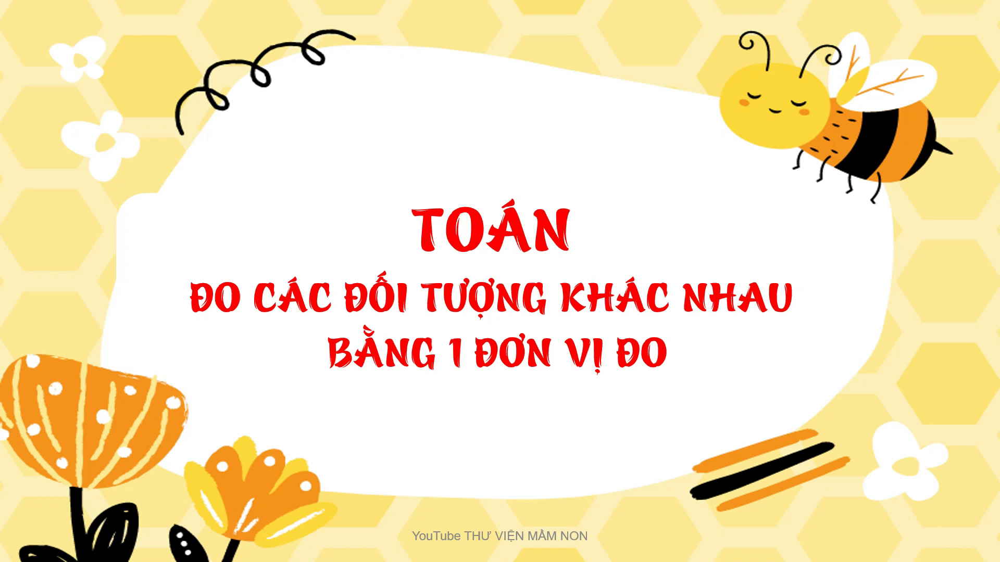 TOÁN
ĐO CÁC ĐỐI TƯỢNG KHÁC NHAU
BẰNG 1 ĐƠN VỊ ĐO
YouTube THƯ VIỆN MẦM NON